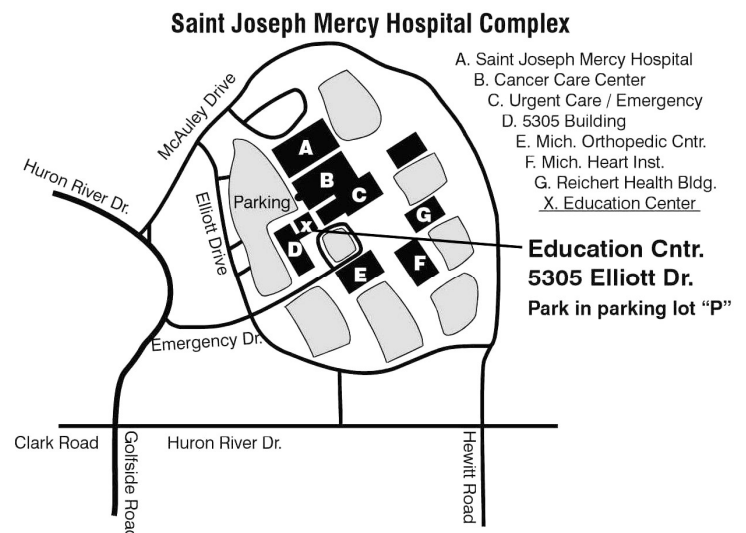 Saint Joseph Mercy Hospital Complex
A. Saint Joseph Mercy Hospital
B. Cancer Care Center
C. Urgent Care / Emergency
D. 5305 Building
E. Mich. Orthopedic Cntr.
F. Mich. Heart Inst.
G. Reichert Health Bldg.
X. Education Center
McAuley Drive
Huron River Dr.
Elliott Drive
Parking
A
B
C
X
D
G
E
F
Education Cntr.
5305 Elliott Dr.
Park in parking lot “P”
Emergency Dr.
Clark Road
Golfside Road
Huron River Dr.
Hewitt Road